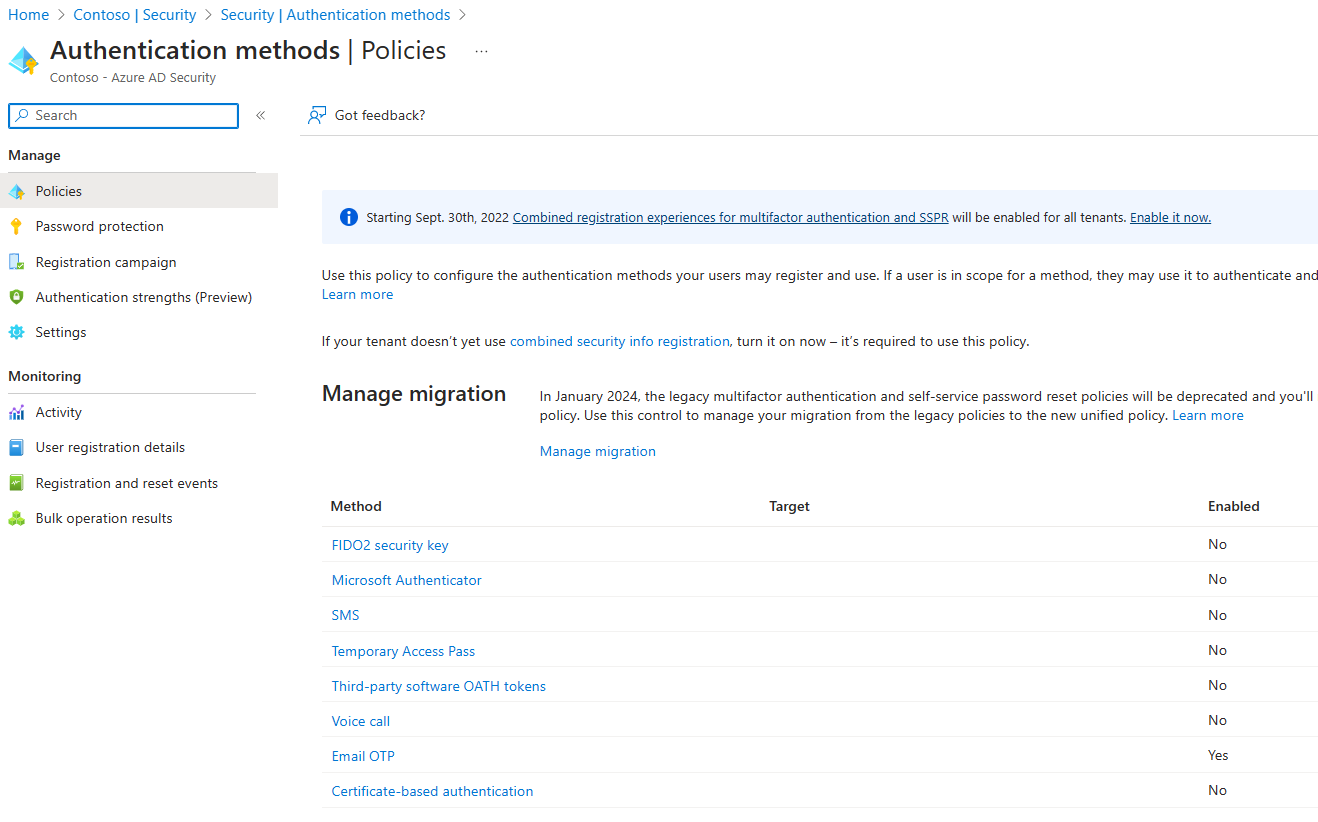 Home > Contoso | Security > Security | Authentication methods >
Authentication methods | Policies ...
Contoso - Azure AD Security
Search «
Got feedback?
Manage
Policies
Password protection
Registration campaign
Authentication strengths (Preview)
Settings
Monitoring
Activity
User registration details
Registration and reset events
Bulk operation results
Starting Sept. 30th, 2022 Combined registration experiences for multifactor authentication and SSPR will be enabled for all tenants. Enable it now.
Use this policy to configure the authentication methods your users may register and use. If a user is in scope for a method, they may use it to authenticate and
Learn more
If your tenant doesn't yet use combined security info registration, turn it on now – it's required to use this policy.
Manage migration
In January 2024, the legacy multifactor authentication and self-service password reset policies will be deprecated and you'll
policy. Use this control to manage your migration from the legacy policies to the new unified policy. Learn more
Manage migration
Method Target Enabled
FIDO2 security key No
Microsoft Authenticator No
SMS No
Temporary Access Pass No
Third-party software OATH tokens No
Voice call No
Email OTP Yes
Certificate-based authentication No